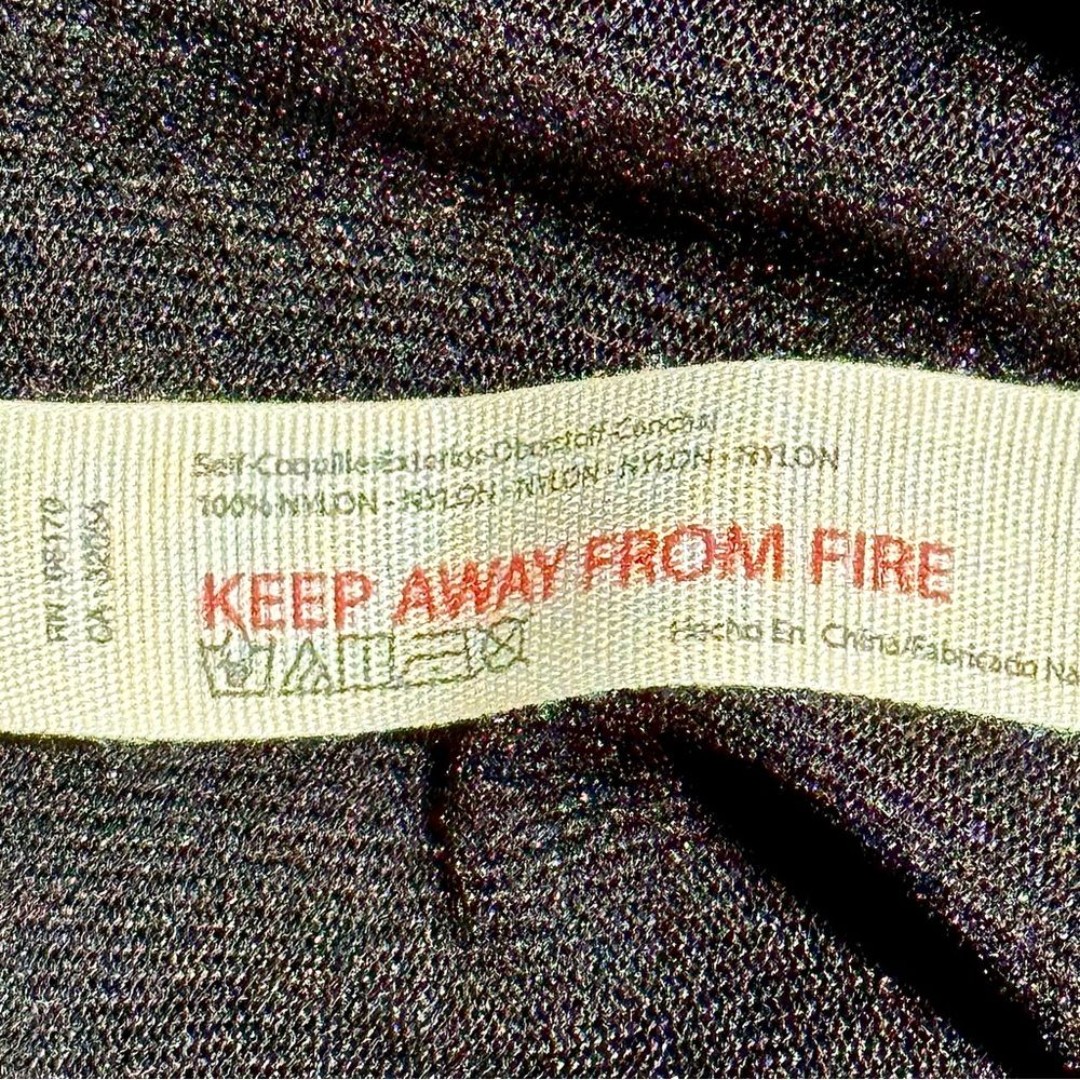 Self-Coquille-Exterior-Oberstoff-Concha/
100% NYLON - NYLON - NYLON - NYLON - NYLON
KEEP AWAY FROM FIRE
Hecho En China/Fabricado Na
CA